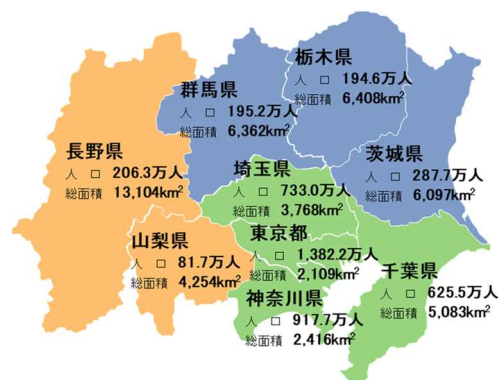 栃木県
人　口　194.6万人
総面積　6,408km²
群馬県
人　口　195.2万人
総面積　6,362km²
長野県
人　口　206.3万人
総面積　13,104km²
埼玉県
人　口　733.0万人
総面積　3,768km²
茨城県
人　口　287.7万人
総面積　6,097km²
山梨県
人　口　81.7万人
総面積　4,254km²
東京都
人　口　1,382.2万人
総面積　2,109km²
千葉県
人　口　625.5万人
総面積　5,083km²
神奈川県
人　口　917.7万人
総面積　2,416km²